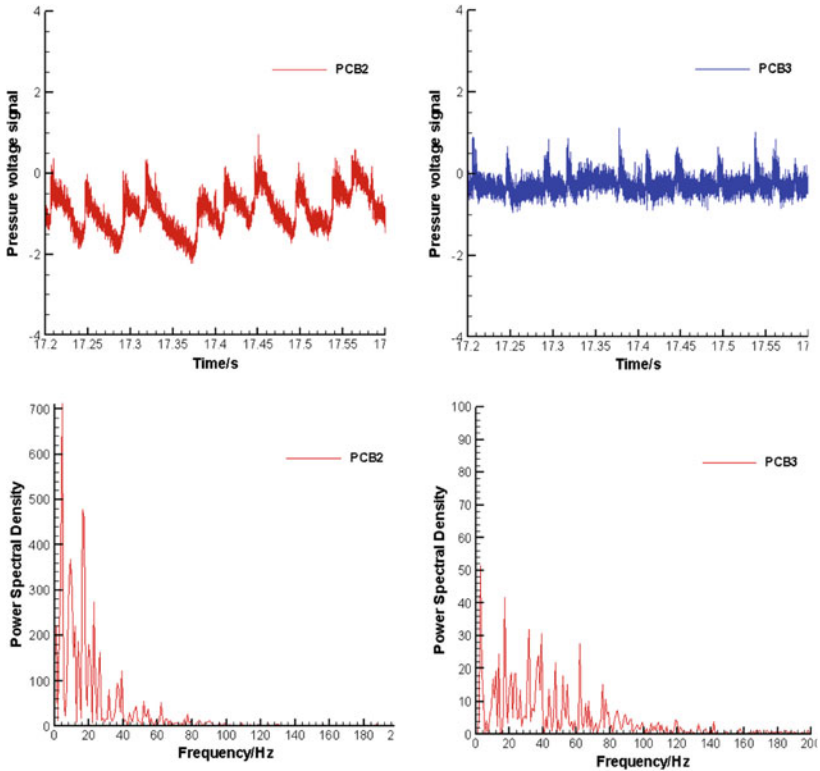 4
2
0
-2
-4
Pressure voltage signal
PCB2
17.2 17.25 17.3 17.35 17.4 17.45 17.5 17.55 17
Time/s
4
2
0
-2
-4
Pressure voltage signal
PCB3
17.2 17.25 17.3 17.35 17.4 17.45 17.5 17.55 17
Time/s
700
600
500
400
300
200
100
0
Power Spectral Density
PCB2
0 20 40 60 80 100 120 140 160 180 2
Frequency/Hz
100
90
80
70
60
50
40
30
20
10
0
Power Spectral Density
PCB3
0 20 40 60 80 100 120 140 160 180 200
Frequency/Hz